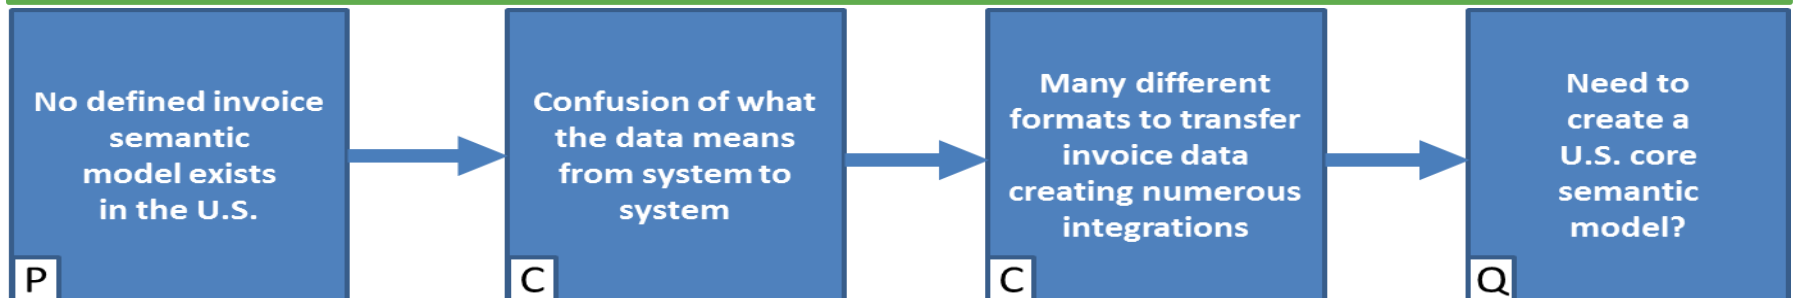 No defined invoice
semantic
model exists
in the U.S.
P
Confusion of what
the data means
from system to
system
C
Many different
formats to transfer
invoice data
creating numerous
integrations
C
Need to
create a
U.S. core
semantic
model?
Q